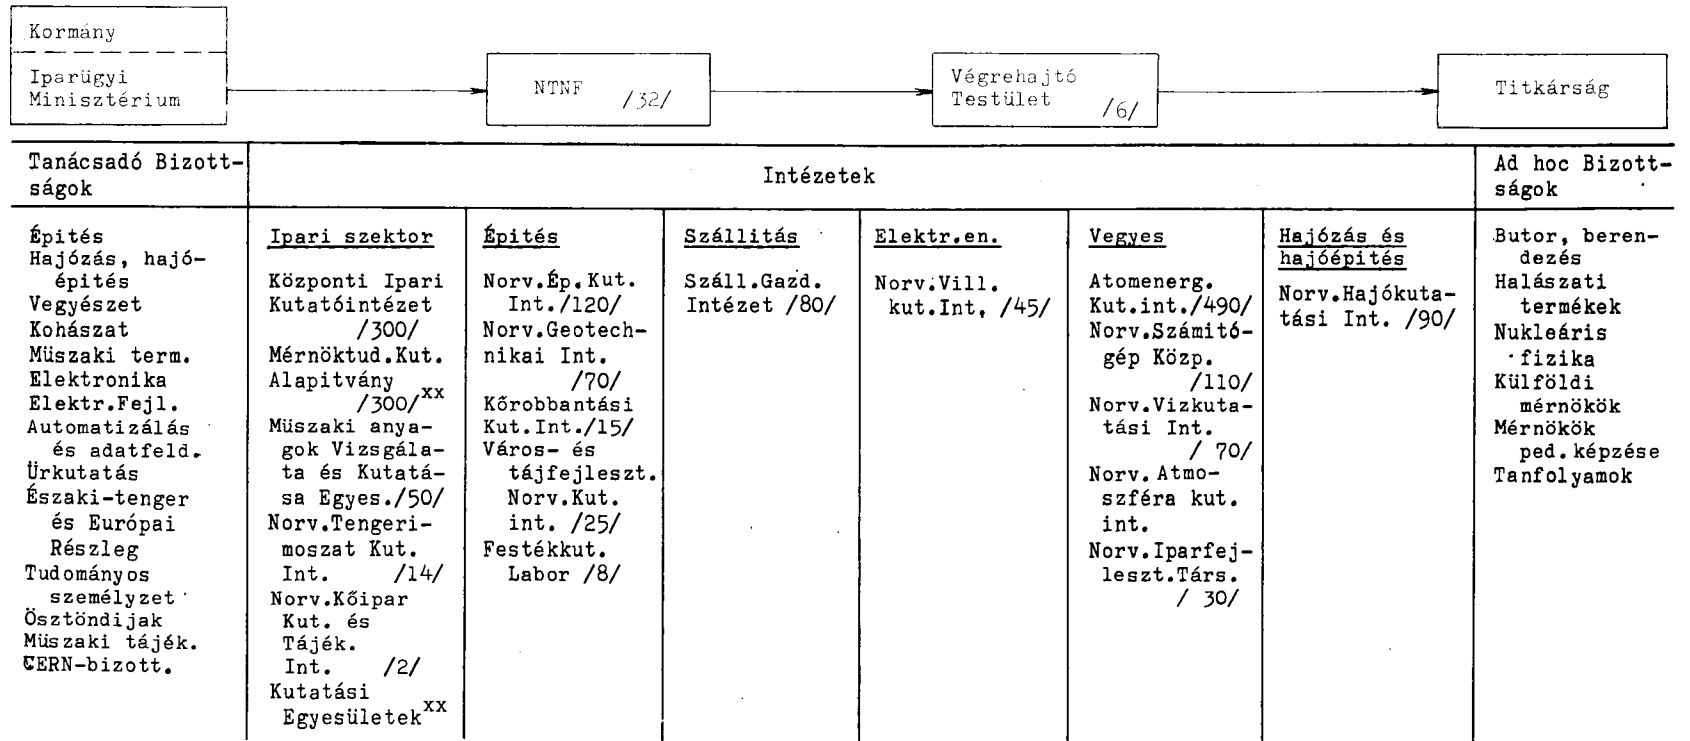 Kormány
Iparügyi
Minisztérium
NTNF
/32/
Végrehajtó
Testület
/6/
Titkárság
Tanácsadó Bizott-
ságok
Intézetek
Ad hoc Bizott-
ságok
Épités
Hajózás, hajó-
épités
Vegyészet
Kohászat
Müszaki term.
Elektronika
Elektr.Fejl.
Automatizálás
és adatfeld.
Ürkutatás
Északi-tenger
és Európai
Részleg
Tudományos
személyzet
Ösztöndijak
Müszaki tájék.
CERN-bizott.
Ipari szektor
Központi Ipari
Kutatóintézet
/300/
Mérnöktud.Kut.
Alapitvány
/300/xx
Müszaki anya-
gok Vizsgála-
ta és Kutatá-
sa Egyes./50/
Norv.Tengeri-
moszat Kut.
Int. /14/
Norv.Kőipar
Kut. és
Tájék.
Int. /2/
Kutatási
Egyesületekxx
Épités
Norv.Ép.Kut.
Int./120/
Norv.Geotech-
nikai Int.
/70/
Kőrobbantási
Kut.Int./15/
Város- és
tájfejleszt.
Norv.Kut.
int. /25/
Festékkut.
Labor /8/
Szállitás
Száll.Gazd.
Intézet /80/
Elektr.en.
Norv.Vill.
kut.Int. /45/
Vegyes
Atomenerg.
Kut.int./490/
Norv.Számitó-
gép Közp.
/110/
Norv.Vizkuta-
tási Int.
/ 70/
Norv. Atmo-
szféra kut.
int.
Norv.Iparfej-
leszt.Társ.
/ 30/
Hajózás és
hajóépités
Norv.Hajókuta-
tási Int. /90/
Butor, beren-
dezés
Halászati
termékek
Nukleáris
fizika
Külföldi
mérnökök
Mérnökök
ped.képzése
Tanfolyamok